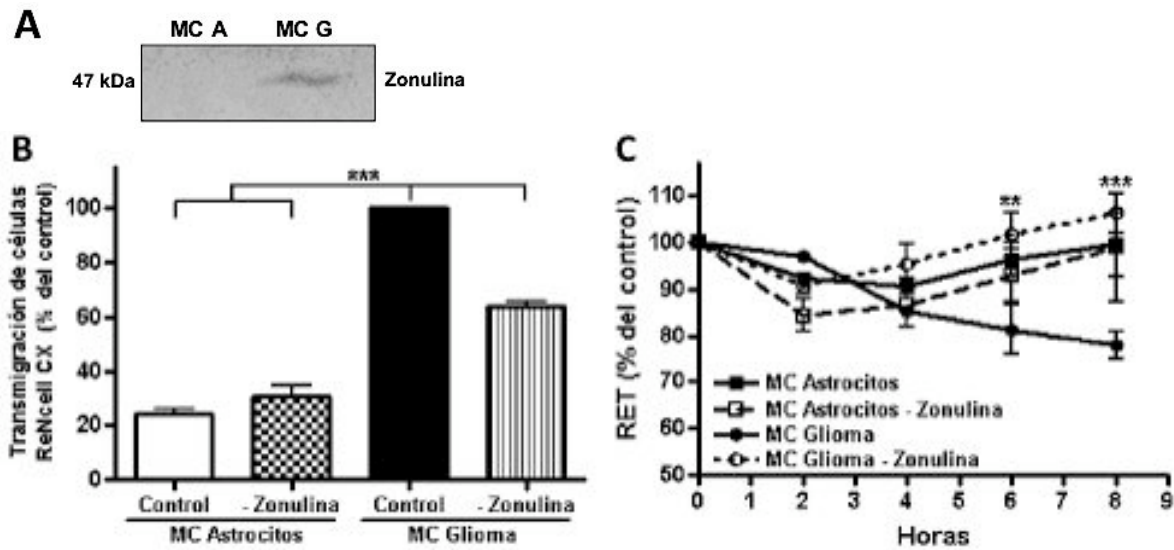 A
MC A MC G
47 kDa
Zonulina
B
Transmigración de células
ReNcell CX (% del control)
100
80
60
40
20
0
***
Control - Zonulina Control - Zonulina
MC Astrocitos MC Glioma
C
RET (% del control)
110
100
90
80
70
60
50
**
***
MC Astrocitos
MC Astrocitos - Zonulina
MC Glioma
MC Glioma - Zonulina
0 1 2 3 4 5 6 7 8 9
Horas